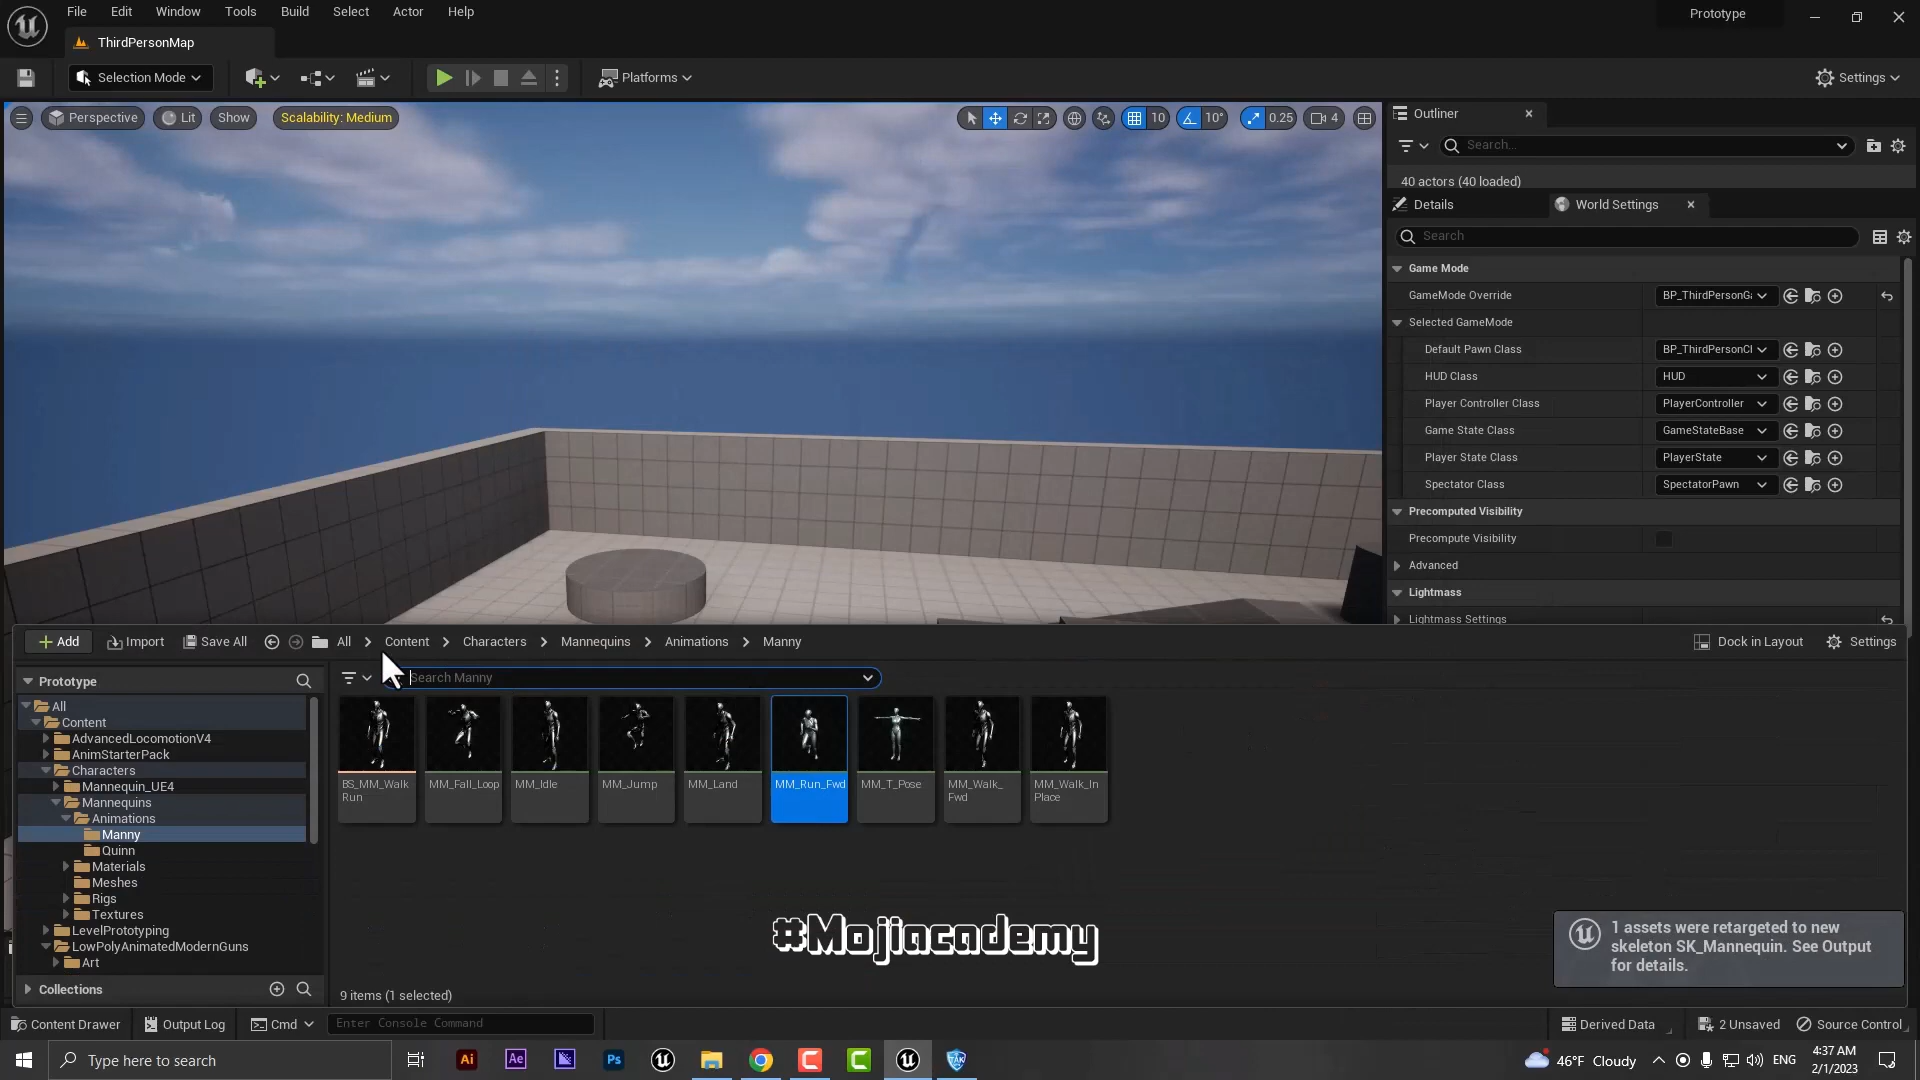 File Edit Window Tools Build Select Actor Help
Prototype
ThirdPersonMap
Selection Mode
Platforms
Settings
Perspective Lit Show Scalability: Medium
10 10° 0.25 4
Outliner
Search...
40 actors (40 loaded)
Details World Settings
Search
Game Mode
GameMode Override BP_ThirdPersonGa
Selected GameMode
Default Pawn Class BP_ThirdPersonCl
HUD Class HUD
Player Controller Class PlayerController
Game State Class GameStateBase
Player State Class PlayerState
Spectator Class SpectatorPawn
Precomputed Visibility
Precompute Visibility
Advanced
Lightmass
Lightmass Settings
Add Import Save All All Content Characters Mannequins Animations Manny
Dock in Layout Settings
Prototype
Search Manny
All
Content
AdvancedLocomotionV4
AnimStarterPack
Characters
Mannequin_UE4
Mannequins
Animations
Manny
Quinn
Materials
Meshes
Rigs
Textures
LevelPrototyping
LowPolyAnimatedModernGuns
Art
Collections
BS_MM_Walk
Run
MM_Fall_Loop
MM_Idle
MM_Jump
MM_Land
MM_Run_Fwd
MM_T_Pose
MM_Walk_
Fwd
MM_Walk_In
Place
#Mojiacademy
1 assets were retargeted to new
skeleton SK_Mannequin. See Output
for details.
9 items (1 selected)
Content Drawer Output Log Cmd Enter Console Command
Derived Data 2 Unsaved Source Control
Type here to search
Ai Ae Ps
TAK
46°F Cloudy ENG
4:37 AM
2/1/2023